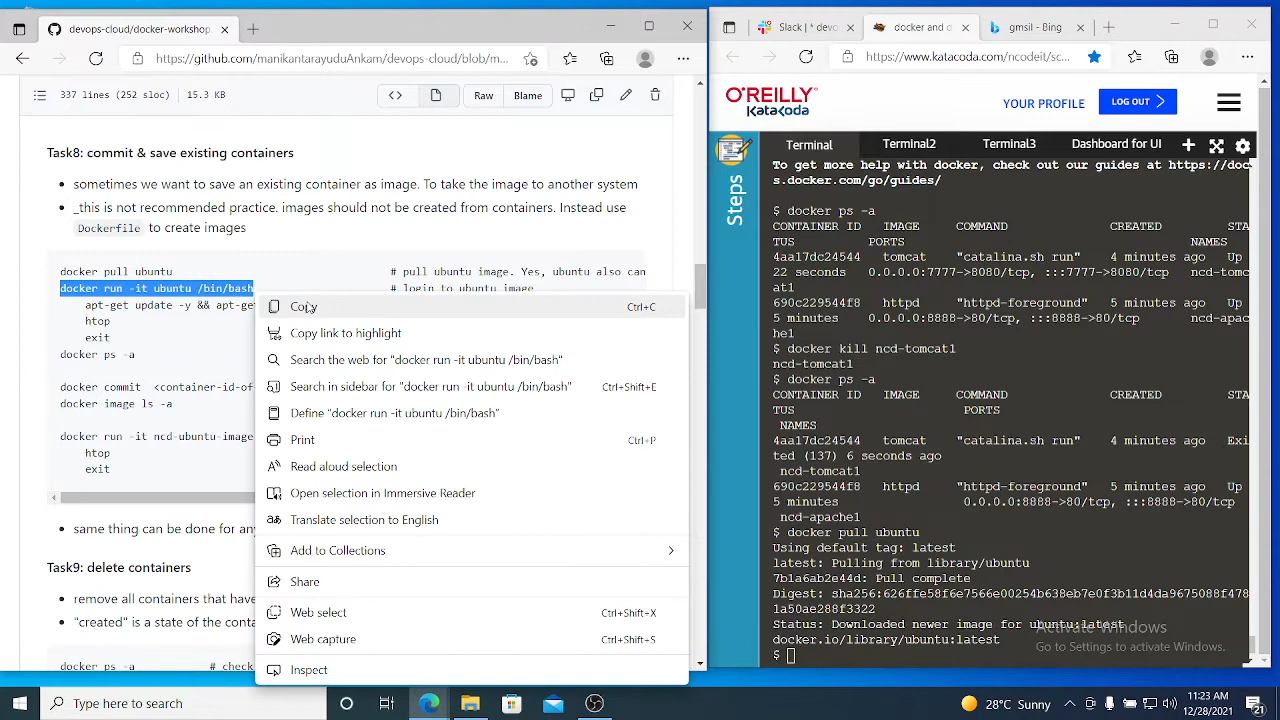 devops-cloud/docker-workshop
https://github.com/manikantarayuduAnkam/devops-cloud/blob/m...
337 lines (292 sloc) 15.3 KB
Raw
Blame
Task8: commit & save existing containers
sometimes we want to save an existing container as image. To take the image to another system
_this is not recommended practice. images should not be created from containers. Instead use
Dockerfile to create images
docker pull ubuntu # pull ubuntu image. Yes, ubuntu also can
docker run -it ubuntu /bin/bash # login to ubuntu image
apt-get update -y && apt-get
htop
exit
docker ps -a
docker commit <container-id-of
docker image ls -a
docker run -it ncd-ubuntu-image
htop
exit
same thing can be done for any
Task9: delete containers
remove all containers that have
"created" is a state of the conta
docker ps -a # check
Copy Ctrl+C
Copy link to highlight
Search the web for "docker run -it ubuntu /bin/bash"
Search in sidebar for "docker run -it ubuntu /bin/bash" Ctrl+Shift+E
Define "docker run -it ubuntu /bin/bash"
Print Ctrl+P
Read aloud selection
Open selection in Immersive Reader
Translate selection to English
Add to Collections
Share
Web select Ctrl+Shift+X
Web capture Ctrl+Shift+S
Inspect
Slack | * devo
docker and d
gmsil - Bing
https://www.katacoda.com/ncodeit/sc...
O'REILLY
Katacoda
YOUR PROFILE
LOG OUT
Steps
Terminal
Terminal2
Terminal3
Dashboard for UI
To get more help with docker, check out our guides at https://doc
s.docker.com/go/guides/
$ docker ps -a
CONTAINER ID IMAGE COMMAND CREATED STA
TUS PORTS NAMES
4aa17dc24544 tomcat "catalina.sh run" 4 minutes ago Up
22 seconds 0.0.0.0:7777->8080/tcp, :::7777->8080/tcp ncd-tomc
at1
690c229544f8 httpd "httpd-foreground" 5 minutes ago Up
5 minutes 0.0.0.0:8888->80/tcp, :::8888->80/tcp ncd-apac
he1
$ docker kill ncd-tomcat1
ncd-tomcat1
$ docker ps -a
CONTAINER ID IMAGE COMMAND CREATED STA
TUS PORTS
NAMES
4aa17dc24544 tomcat "catalina.sh run" 4 minutes ago Exi
ted (137) 6 seconds ago
ncd-tomcat1
690c229544f8 httpd "httpd-foreground" 5 minutes ago Up
5 minutes 0.0.0.0:8888->80/tcp, :::8888->80/tcp
ncd-apache1
$ docker pull ubuntu
Using default tag: latest
latest: Pulling from library/ubuntu
7b1a6ab2e44d: Pull complete
Digest: sha256:626ffe58f6e7566e00254b638eb7e0f3b11d4da9675088f478
1a50ae288f3322
Status: Downloaded newer image for ubuntu:latest
docker.io/library/ubuntu:latest
$
Activate Windows
Go to Settings to activate Windows.
Type here to search
28°C Sunny
11:23 AM
12/28/2021
21